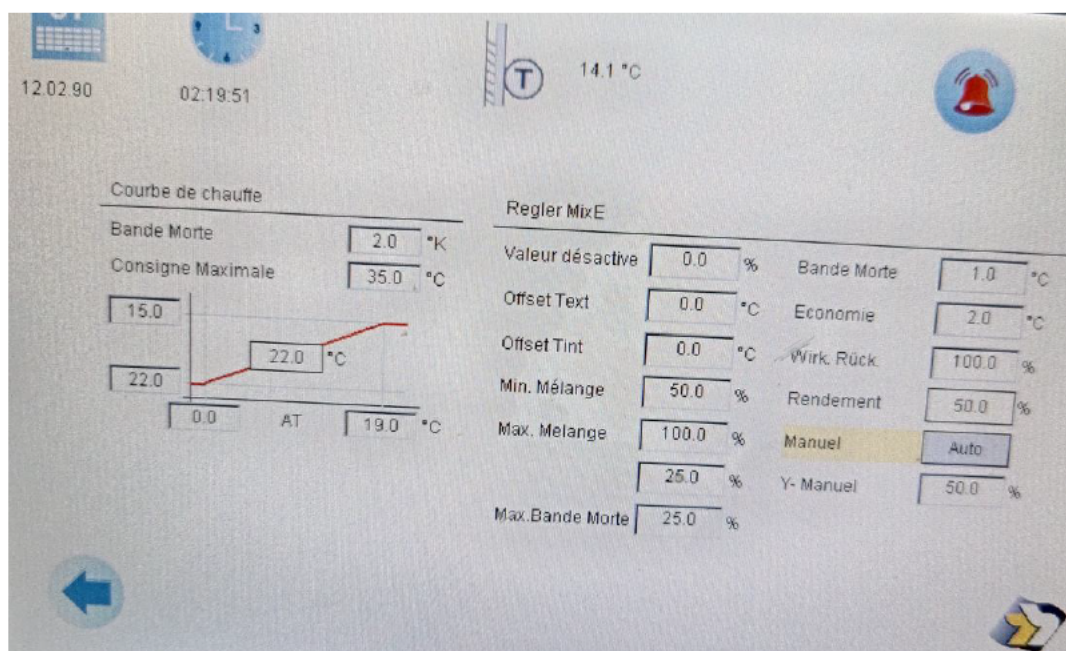 12.02.90
02:19:51
3
6
T
14.1 °C
Courbe de chauffe
Bande Morte 2.0 °K
Consigne Maximale 35.0 °C
15.0
22.0 °C
22.0
0.0 AT 19.0 °C
Regler MixE
Valeur désactive 0.0 %
Offset Text 0.0 °C
Offset Tint 0.0 °C
Min. Mélange 50.0 %
Max. Melange 100.0 %
25.0 %
Max.Bande Morte 25.0 %
Bande Morte 1.0 °C
Economie 2.0 °C
Wirk. Rück. 100.0 %
Rendement 50.0 %
Manuel Auto
Y- Manuel 50.0 %